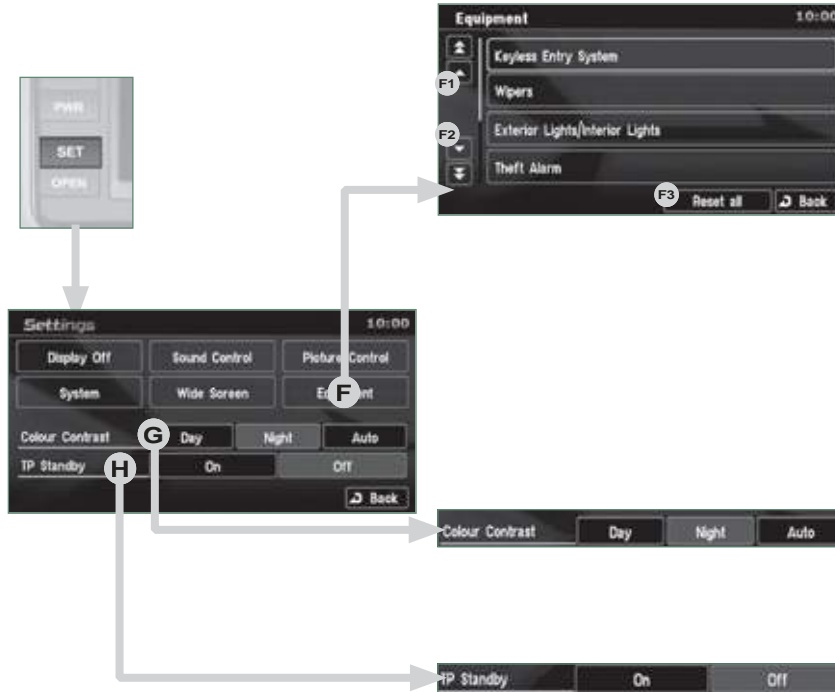 PWR
SET
OPEN
Equipment 10:00
F1
F2
Keyless Entry System
Wipers
Exterior Lights/Interior Lights
Theft Alarm
F3 Reset all Back
Settings 10:00
Display Off Sound Control Picture Control
System Wide Screen F
Colour Contrast G Day Night Auto
TP Standby H On Off
Back
Colour Contrast Day Night Auto
TP Standby On Off